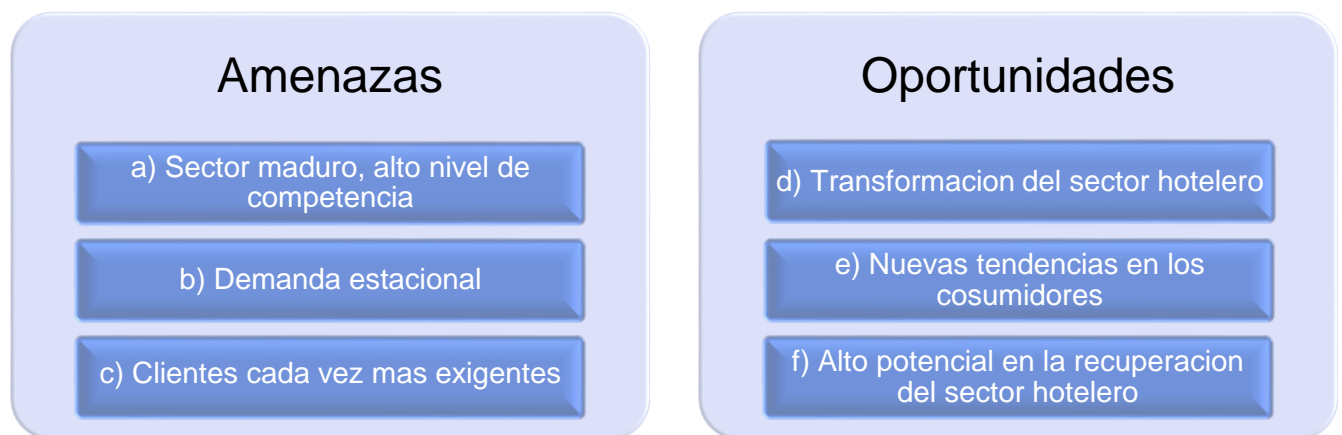 Amenazas
a) Sector maduro, alto nivel de
competencia
b) Demanda estacional
c) Clientes cada vez mas exigentes
Oportunidades
d) Transformacion del sector hotelero
e) Nuevas tendencias en los
cosumidores
f) Alto potencial en la recuperacion
del sector hotelero